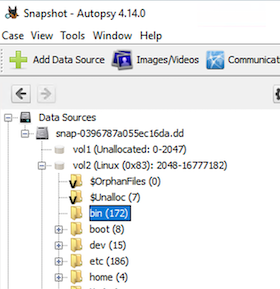 Snapshot - Autopsy 4.14.0
Case View Tools Window Help
Add Data Source Images/Videos Communicat
Data Sources
snap-0396787a055ec16da.dd
vol1 (Unallocated: 0-2047)
vol2 (Linux (0x83): 2048-16777182)
$OrphanFiles (0)
$Unalloc (7)
bin (172)
boot (8)
dev (15)
etc (186)
home (4)